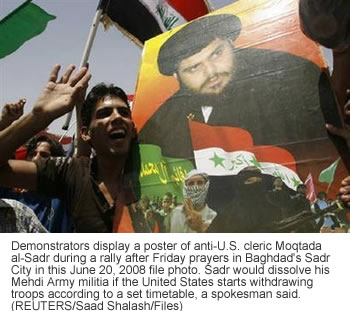 الله اكبر
Demonstrators display a poster of anti-U.S. cleric Moqtada
al-Sadr during a rally after Friday prayers in Baghdad's Sadr
City in this June 20, 2008 file photo. Sadr would dissolve his
Mehdi Army militia if the United States starts withdrawing
troops according to a set timetable, a spokesman said.
(REUTERS/Saad Shalash/Files)